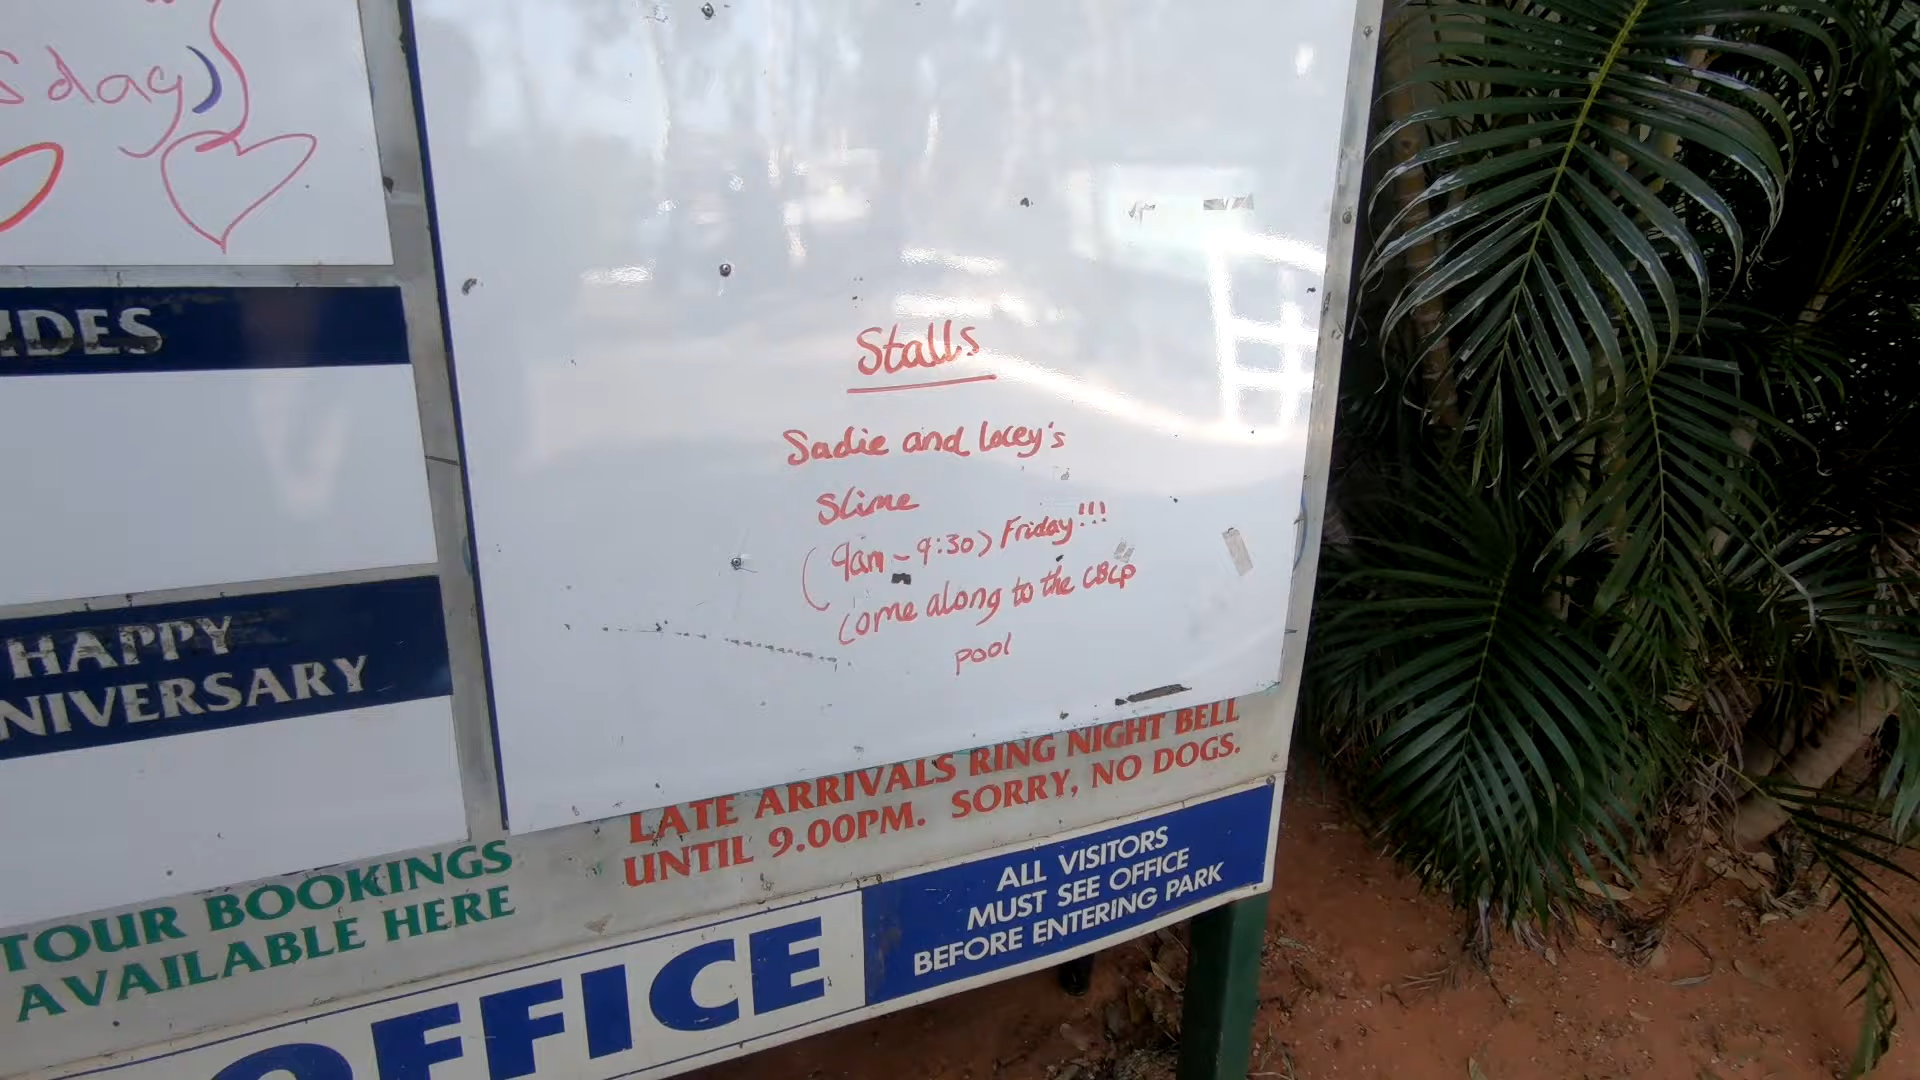 sday)
IDES
HAPPY
NIVERSARY
Stalls
Sadie and Lacey's
Slime
(9am - 9:30) Friday!!!
Come along to the CBCP
pool
LATE ARRIVALS RING NIGHT BELL
UNTIL 9.00PM. SORRY, NO DOGS.
TOUR BOOKINGS
AVAILABLE HERE
OFFICE
ALL VISITORS
MUST SEE OFFICE
BEFORE ENTERING PARK